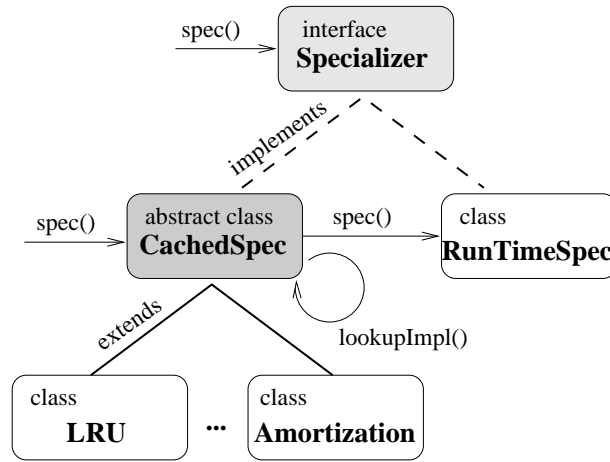 spec()
interface
Specializer
implements
spec()
abstract class
CachedSpec
spec()
class
RunTimeSpec
lookupImpl()
extends
class
LRU
...
class
Amortization